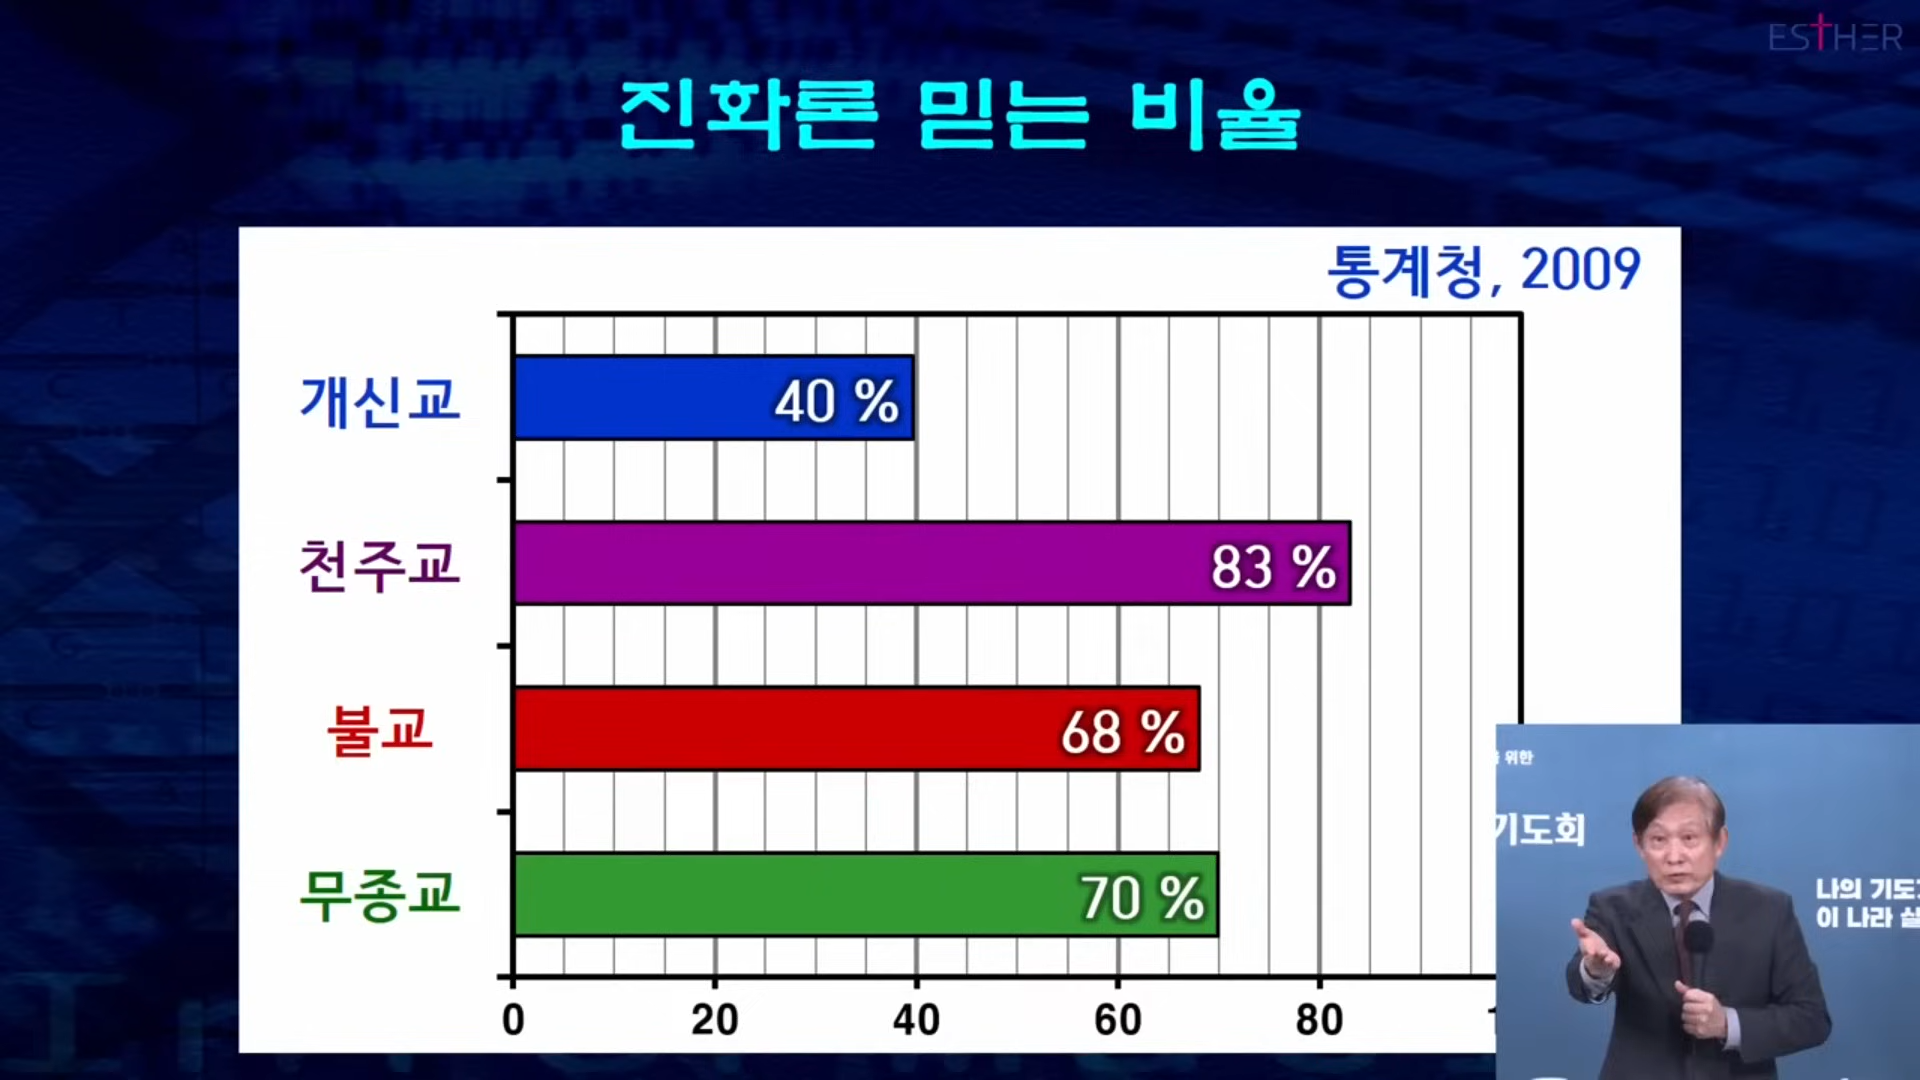 ESTHER
진화론 믿는 비율
통계청, 2009
개신교
40 %
천주교
83 %
불교
68 %
무종교
70 %
0 20 40 60 80
위한
기도회
나의 기도
이 나라